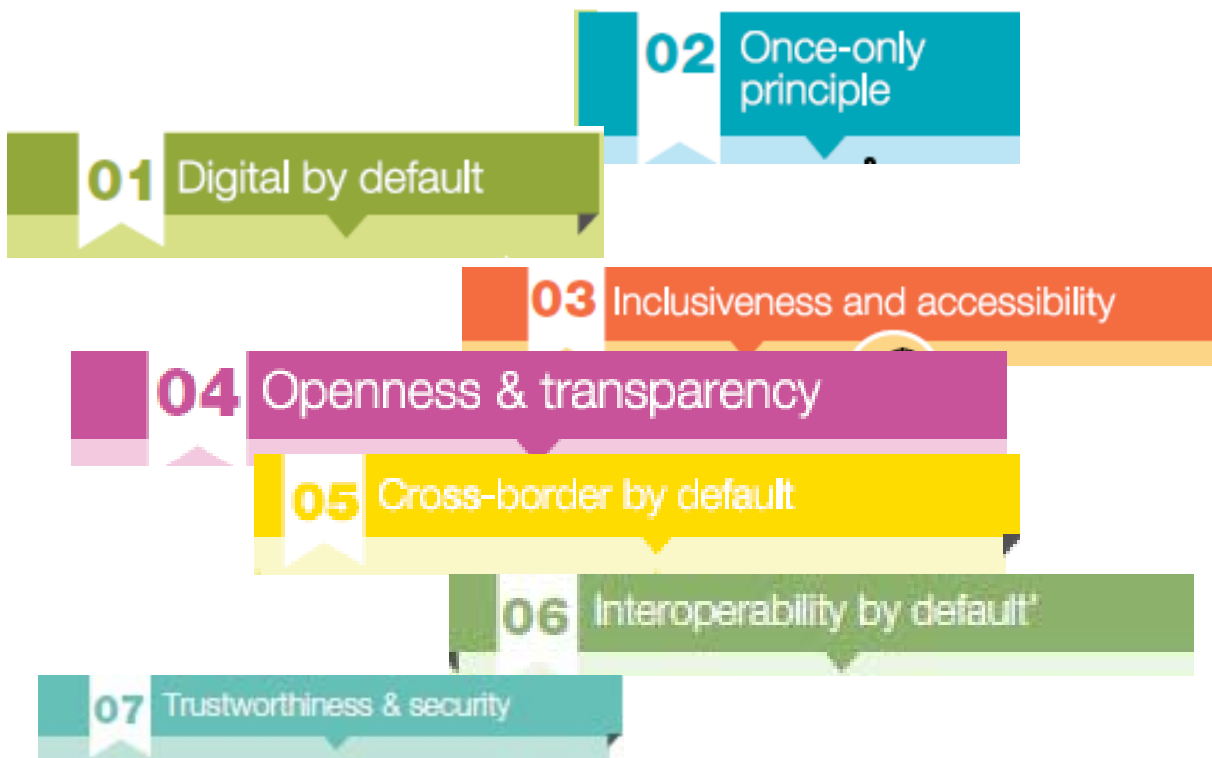 02 Once-only
principle
01 Digital by default
03 Inclusiveness and accessibility
04 Openness & transparency
05 Cross-border by default
06 Interoperability by default*
07 Trustworthiness & security